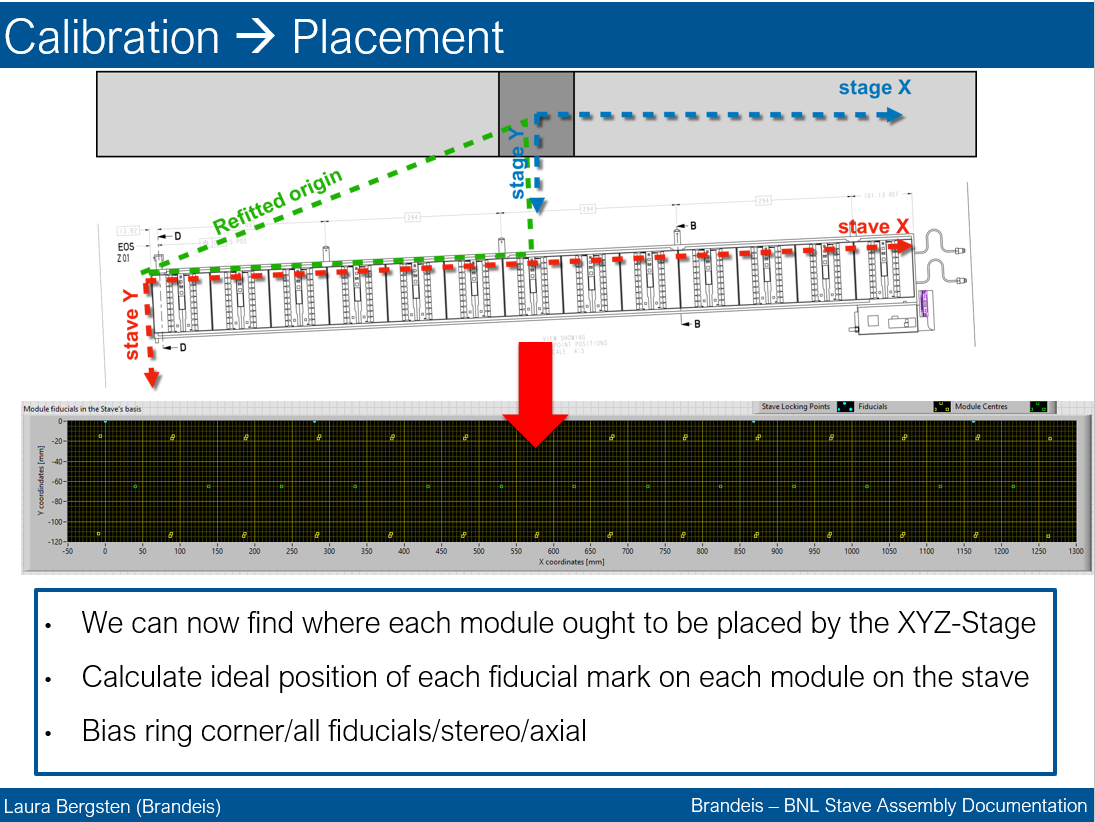 Calibration → Placement
stage X
stage Y
Refitted origin
294
294
294
D
B
EOS
Z 01
stave X
stave Y
D
B
VIEW SHOWING
POINT POSITIONS
Module fiducials in the Stave's basis
Stave Locking Points
Fiducials
Module Centres
Y coordindates [mm]
0
-20
-40
-60
-80
-100
-120
-50 0 50 100 150 200 250 300 350 400 450 500 550 600 650 700 750 800 850 900 950 1000 1050 1100 1150 1200 1250 1300
X coordinates [mm]
• We can now find where each module ought to be placed by the XYZ-Stage
• Calculate ideal position of each fiducial mark on each module on the stave
• Bias ring corner/all fiducials/stereo/axial
Laura Bergsten (Brandeis)
Brandeis – BNL Stave Assembly Documentation